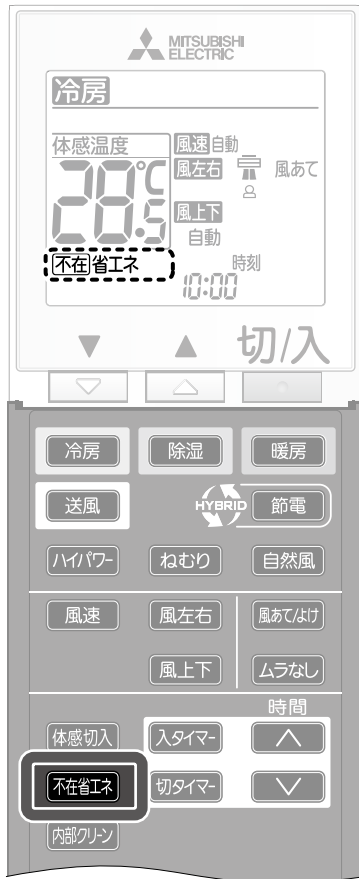 MITSUBISHI
ELECTRIC
冷房
体感温度
風速 自動
風左右 風あて
28.5℃
風上下
自動
不在省エネ
時刻
10:00
切/入
冷房 除湿 暖房
送風 HYBRID 節電
ハイパワー ねむり 自然風
風速 風左右 風あて/よけ
風上下 ムラなし
時間
体感切入 入タイマー
不在省エネ 切タイマー
内部クリーン